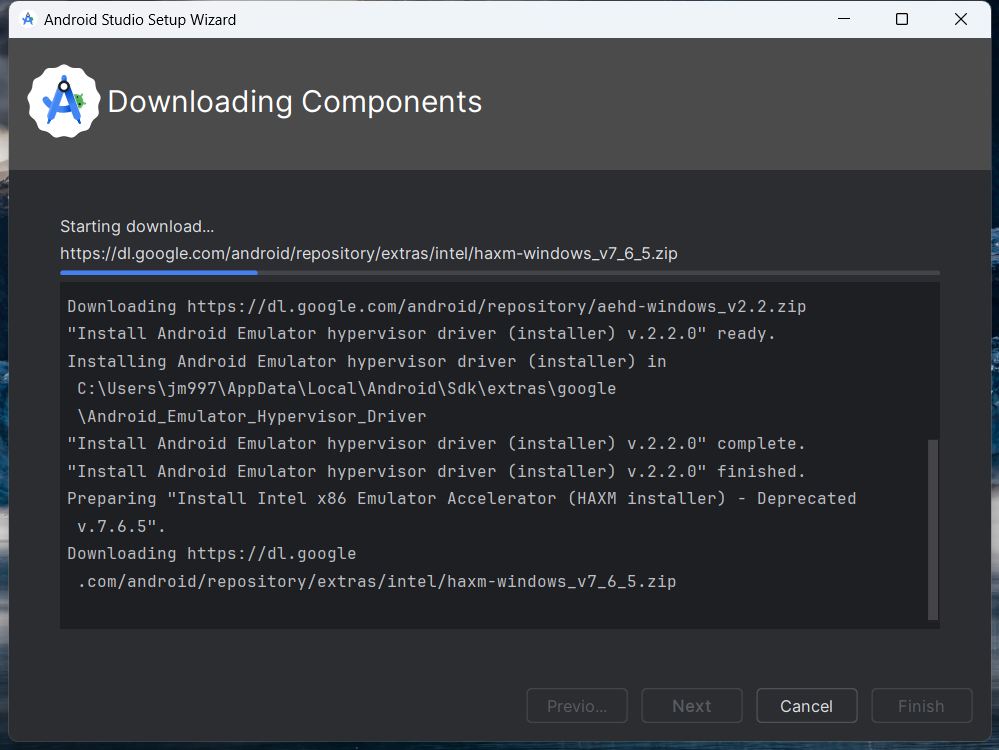 Android Studio Setup Wizard
Downloading Components
Starting download...
https://dl.google.com/android/repository/extras/intel/haxm-windows_v7_6_5.zip
Downloading https://dl.google.com/android/repository/aehd-windows_v2.2.zip
"Install Android Emulator hypervisor driver (installer) v.2.2.0" ready.
Installing Android Emulator hypervisor driver (installer) in
C:\Users\jm997\AppData\Local\Android\Sdk\extras\google
\Android_Emulator_Hypervisor_Driver
"Install Android Emulator hypervisor driver (installer) v.2.2.0" complete.
"Install Android Emulator hypervisor driver (installer) v.2.2.0" finished.
Preparing "Install Intel x86 Emulator Accelerator (HAXM installer) - Deprecated
v.7.6.5".
Downloading https://dl.google
.com/android/repository/extras/intel/haxm-windows_v7_6_5.zip
Previo... Next Cancel Finish